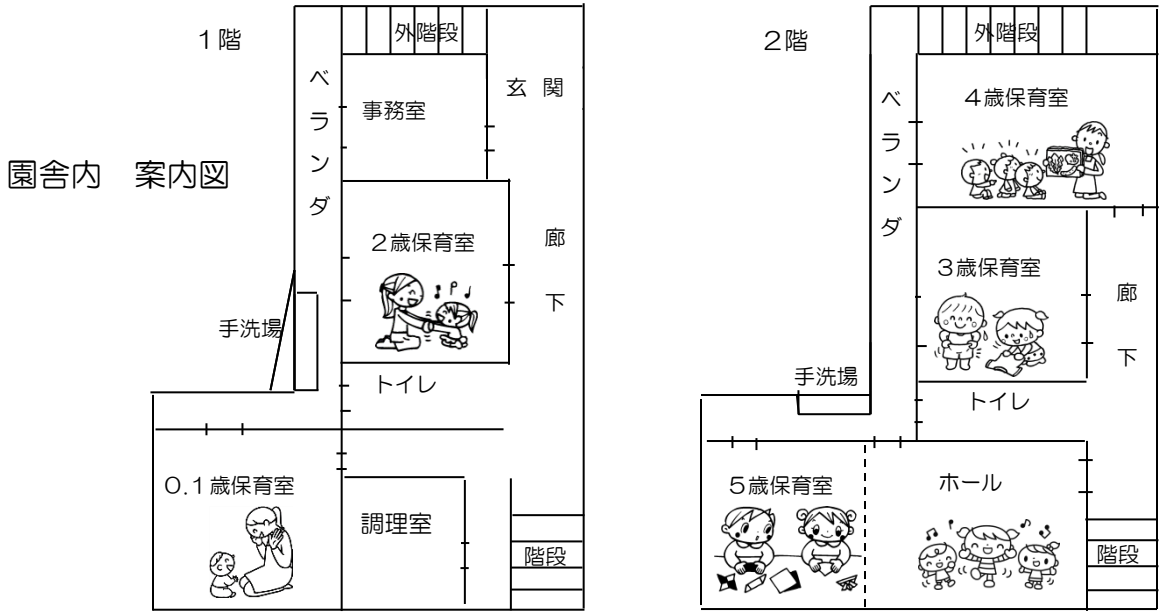 園舎内 案内図
1階
外階段
ベランダ
事務室
玄関
2歳保育室
廊下
手洗場
トイレ
0.1歳保育室
調理室
階段
2階
外階段
ベランダ
4歳保育室
3歳保育室
廊下
手洗場
トイレ
5歳保育室
ホール
階段